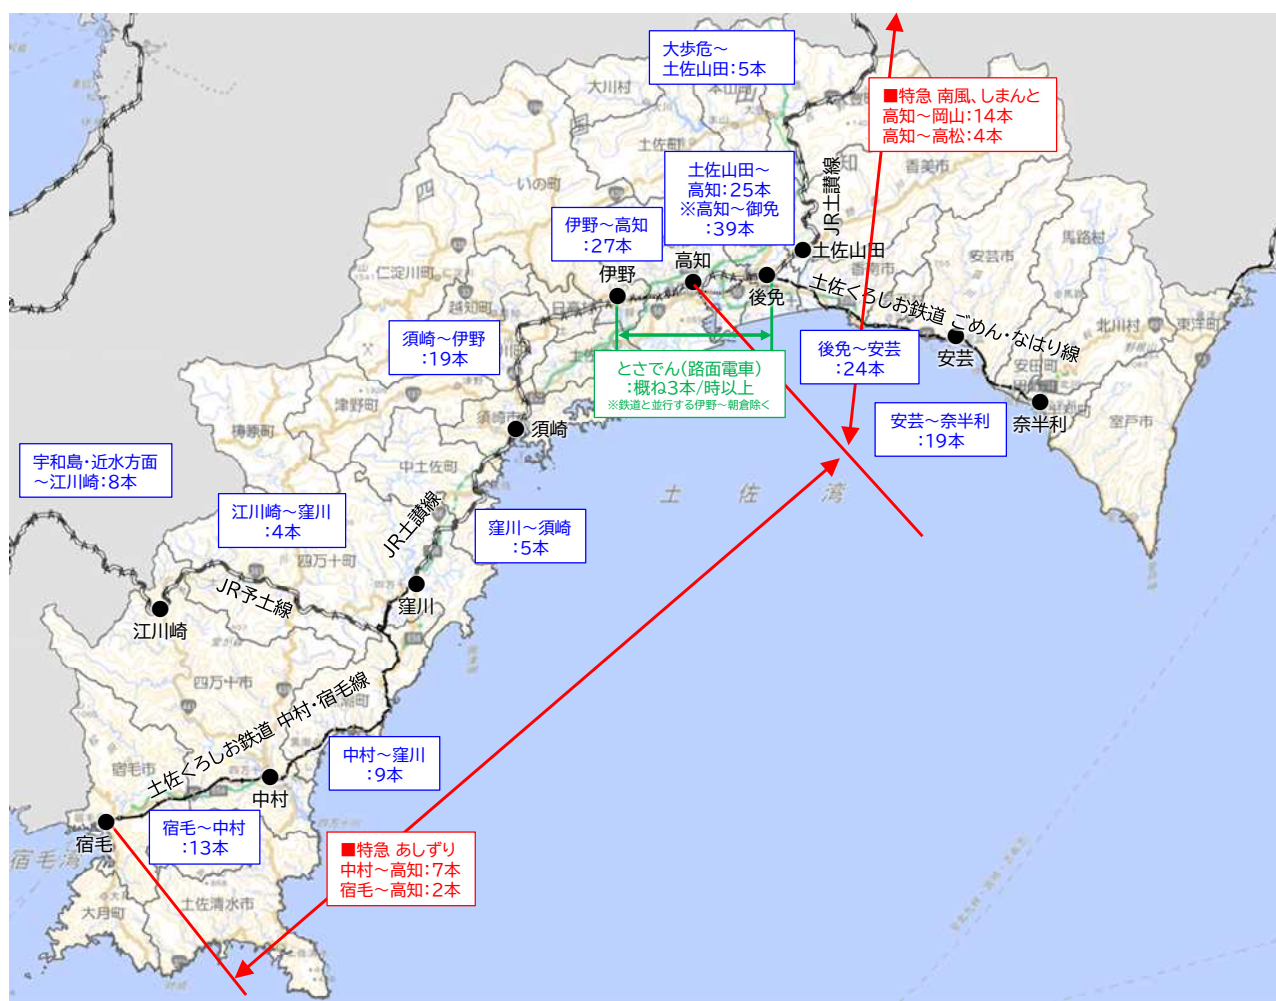 大歩危～
土佐山田:5本
■特急 南風、しまんと
高知～岡山:14本
高知～高松:4本
大川村
本山町
土佐町
香美市
いの町
土佐山田～
高知:25本
※高知～御免
:39本
JR土讃線
伊野～高知
:27本
馬路村
安芸市
土佐山田
高知
伊野
後免
香南市
仁淀川町
越知町
日高村
土佐くろしお鉄道 ごめん・なはり線
北川村
東洋町
須崎～伊野
:19本
後免～安芸
:24本
安芸
安田町
とさでん(路面電車)
:概ね3本/時以上
※鉄道と並行する伊野～朝倉除く
津野町
梼原町
須崎市
須崎
安芸～奈半利
:19本
奈半利
室戸市
宇和島・近水方面
～江川崎:8本
中土佐町
土佐湾
江川崎～窪川
:4本
JR土讃線
窪川～須崎
:5本
四万十町
窪川
JR予土線
江川崎
四万十市
土佐くろしお鉄道 中村・宿毛線
宿毛市
中村～窪川
:9本
中村
宿毛
宿毛～中村
:13本
宿毛湾
■特急 あしずり
中村～高知:7本
宿毛～高知:2本
大月町
土佐清水市